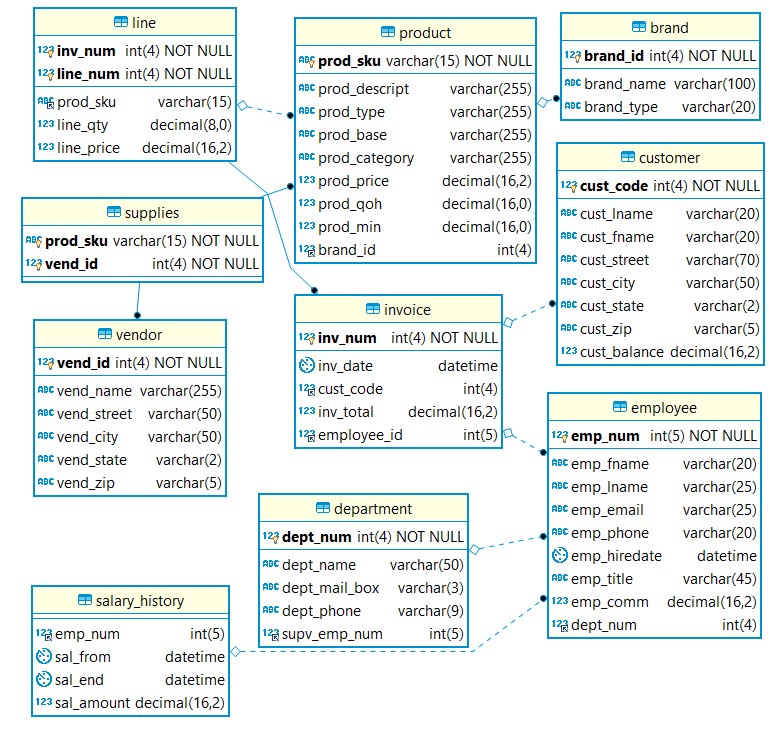 line
inv_num int(4) NOT NULL
line_num int(4) NOT NULL
prod_sku varchar(15)
line_qty decimal(8,0)
line_price decimal(16,2)
product
prod_sku varchar(15) NOT NULL
prod_descript varchar(255)
prod_type varchar(255)
prod_base varchar(255)
prod_category varchar(255)
prod_price decimal(16,2)
prod_qoh decimal(16,0)
prod_min decimal(16,0)
brand_id int(4)
brand
brand_id int(4) NOT NULL
brand_name varchar(100)
brand_type varchar(20)
customer
cust_code int(4) NOT NULL
cust_lname varchar(20)
cust_fname varchar(20)
cust_street varchar(70)
cust_city varchar(50)
cust_state varchar(2)
cust_zip varchar(5)
cust_balance decimal(16,2)
supplies
prod_sku varchar(15) NOT NULL
vend_id int(4) NOT NULL
vendor
vend_id int(4) NOT NULL
vend_name varchar(255)
vend_street varchar(50)
vend_city varchar(50)
vend_state varchar(2)
vend_zip varchar(5)
invoice
inv_num int(4) NOT NULL
inv_date datetime
cust_code int(4)
inv_total decimal(16,2)
employee_id int(5)
employee
emp_num int(5) NOT NULL
emp_fname varchar(20)
emp_lname varchar(25)
emp_email varchar(25)
emp_phone varchar(20)
emp_hiredate datetime
emp_title varchar(45)
emp_comm decimal(16,2)
dept_num int(4)
department
dept_num int(4) NOT NULL
dept_name varchar(50)
dept_mail_box varchar(3)
dept_phone varchar(9)
supv_emp_num int(5)
salary_history
emp_num int(5)
sal_from datetime
sal_end datetime
sal_amount decimal(16,2)